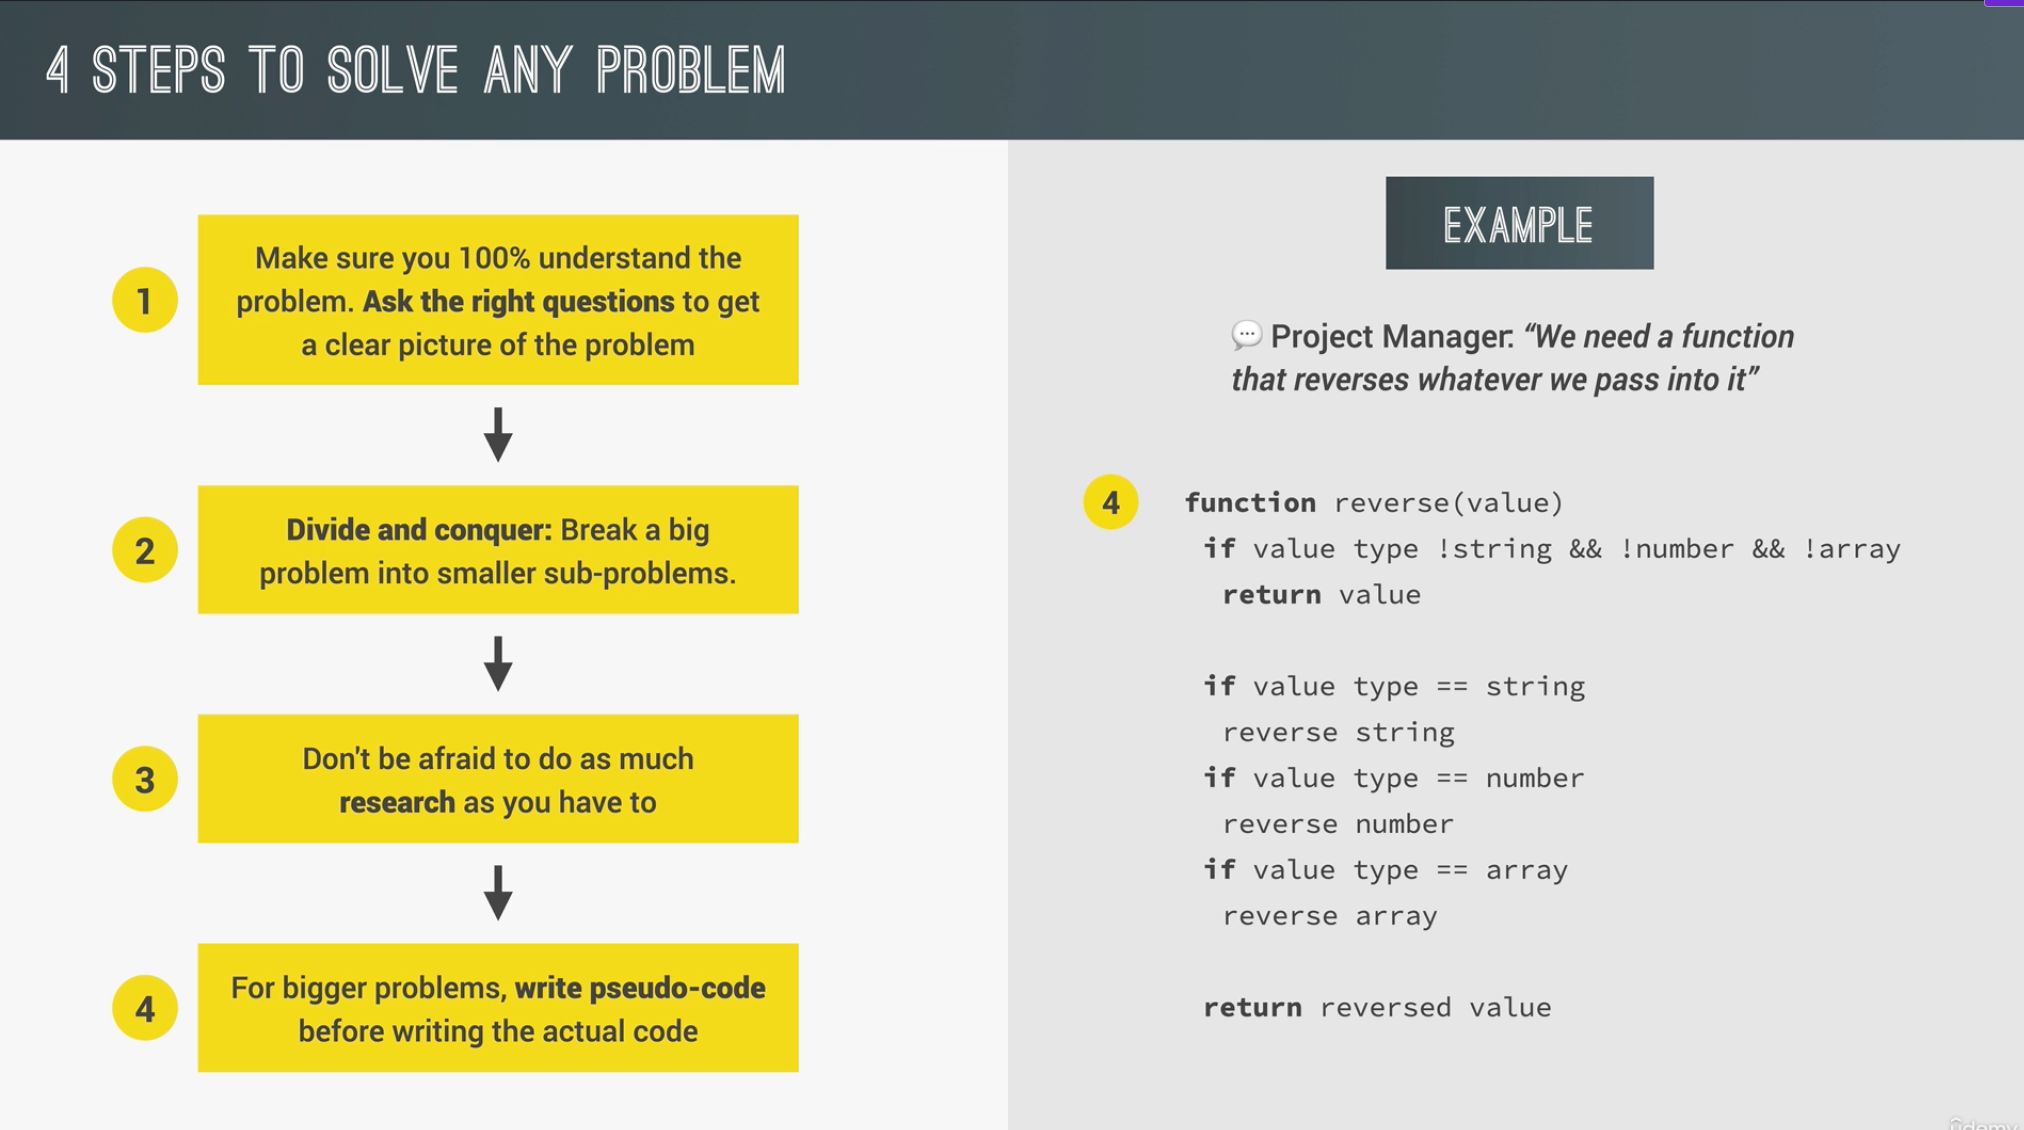 4 STEPS TO SOLVE ANY PROBLEM
1
Make sure you 100% understand the
problem. Ask the right questions to get
a clear picture of the problem
2
Divide and conquer: Break a big
problem into smaller sub-problems.
3
Don't be afraid to do as much
research as you have to
4
For bigger problems, write pseudo-code
before writing the actual code
EXAMPLE
Project Manager: “We need a function
that reverses whatever we pass into it”
4
function reverse(value)
if value type !string && !number && !array
return value
if value type == string
reverse string
if value type == number
reverse number
if value type == array
reverse array
return reversed value
ûdemy